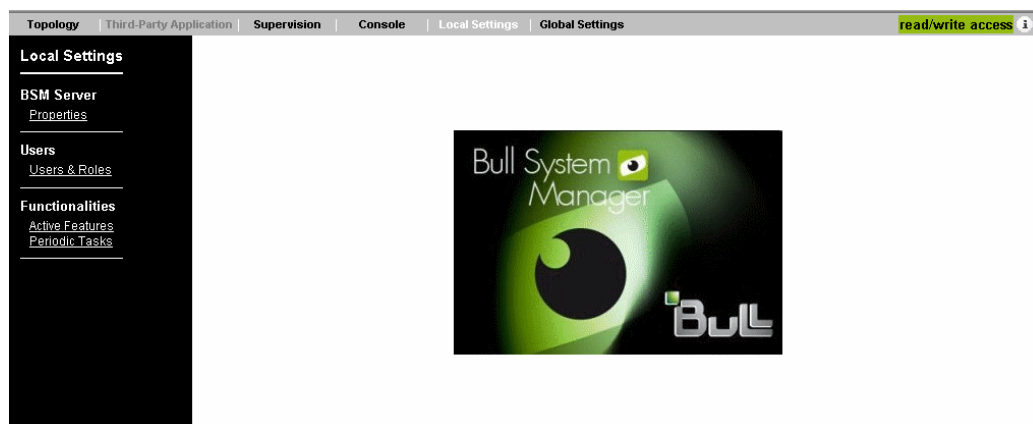 Topology | Third-Party Application | Supervision | Console | Local Settings | Global Settings read/write access i
Local Settings
BSM Server
Properties
Users
Users & Roles
Functionalities
Active Features
Periodic Tasks
Bull System
Manager
Bull